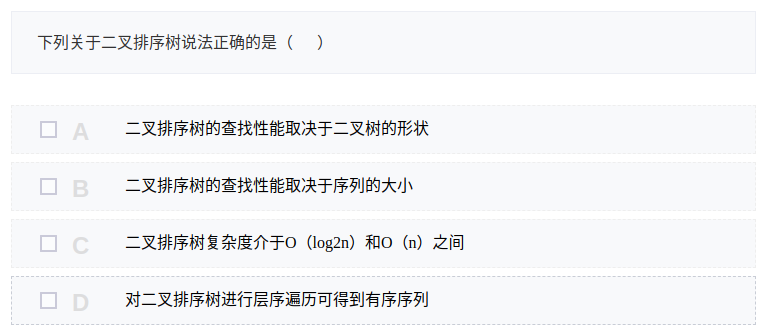 下列关于二叉排序树说法正确的是（　）
A 二叉排序树的查找性能取决于二叉树的形状
B 二叉排序树的查找性能取决于序列的大小
C 二叉排序树复杂度介于O（log2n）和O（n）之间
D 对二叉排序树进行层序遍历可得到有序序列